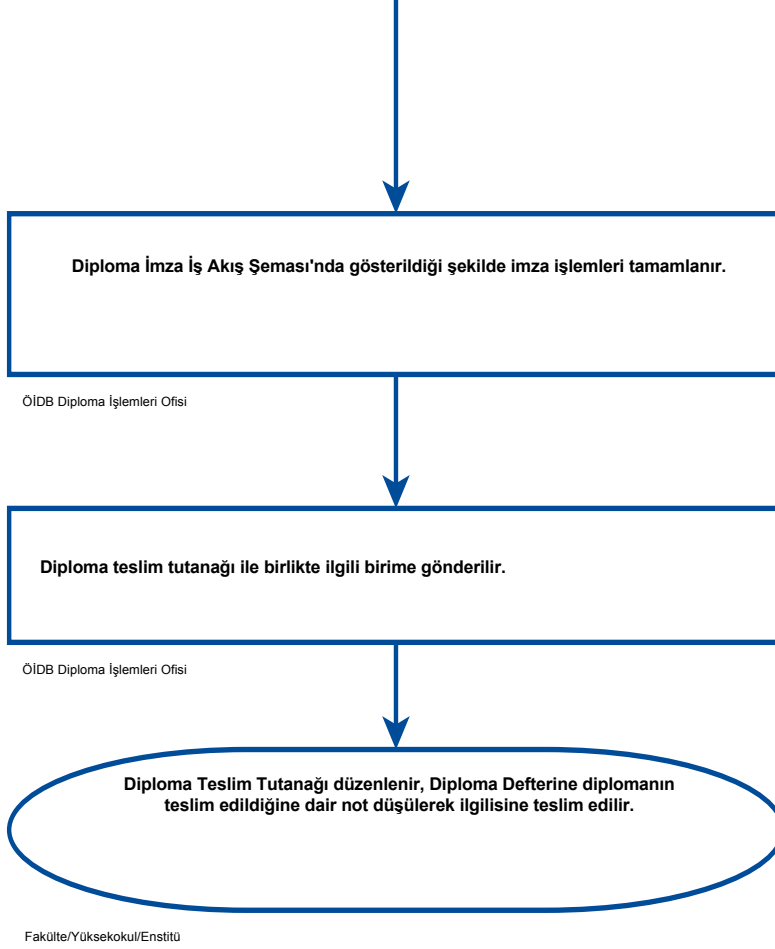 Diploma İmza İş Akış Şeması'nda gösterildiği şekilde imza işlemleri tamamlanır.
ÖİDB Diploma İşlemleri Ofisi
Diploma teslim tutanağı ile birlikte ilgili birime gönderilir.
ÖİDB Diploma İşlemleri Ofisi
Diploma Teslim Tutanağı düzenlenir, Diploma Defterine diplomanın
teslim edildiğine dair not düşülerek ilgilisine teslim edilir.
Fakülte/Yüksekokul/Enstitü